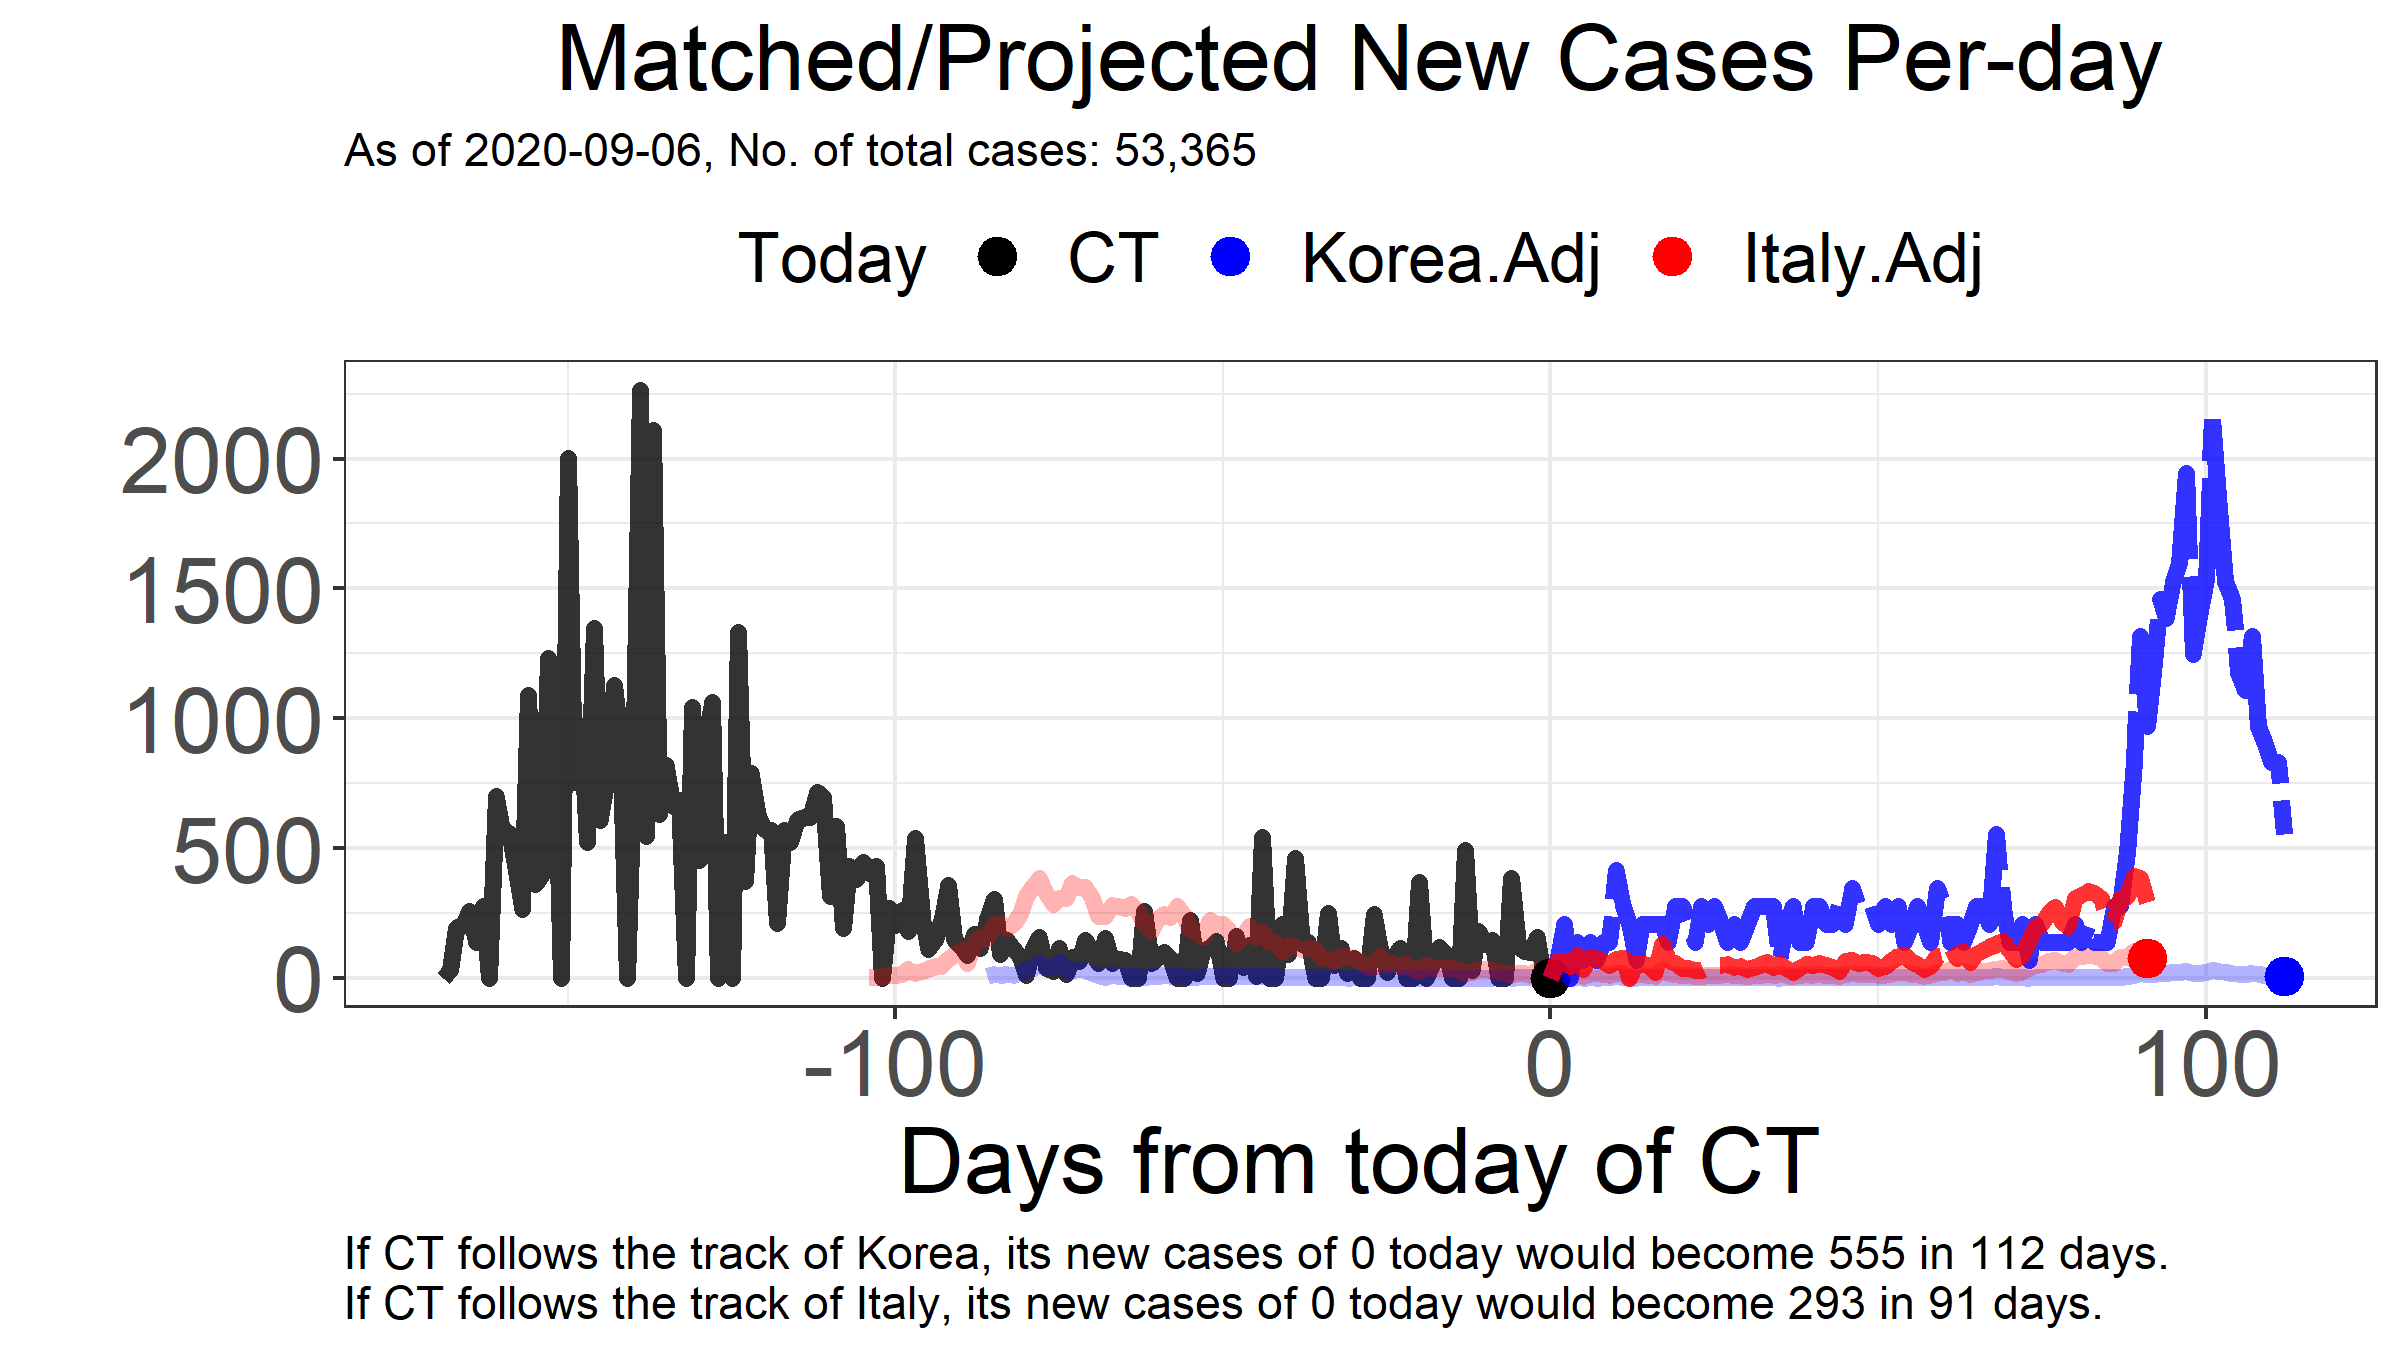 Matched/Projected New Cases Per-day
As of 2020-09-06, No. of total cases: 53,365
Today CT Korea.Adj Italy.Adj
2000
1500
1000
500
0
-100 0 100
Days from today of CT
If CT follows the track of Korea, its new cases of 0 today would become 555 in 112 days.
If CT follows the track of Italy, its new cases of 0 today would become 293 in 91 days.